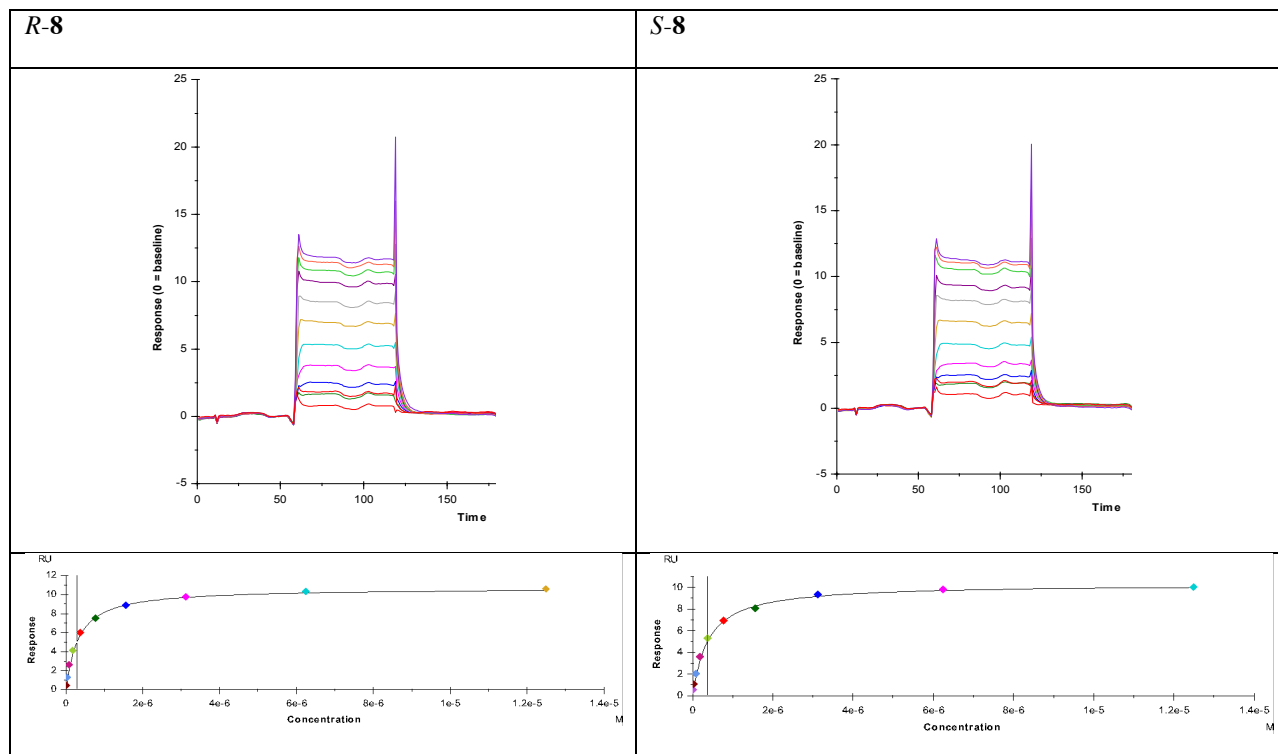 R-8
S-8
25
20
15
10
5
0
-5
Response (0 = baseline)
0
50
100
150
Time
25
20
15
10
5
0
-5
Response (0 = baseline)
0
50
100
150
Time
RU
12
10
8
6
4
2
0
Response
0
2e-6
4e-6
6e-6
8e-6
1e-5
1.2e-5
1.4e-5
Concentration
M
RU
10
8
6
4
2
0
Response
0
2e-6
4e-6
6e-6
8e-6
1e-5
1.2e-5
1.4e-5
Concentration
M